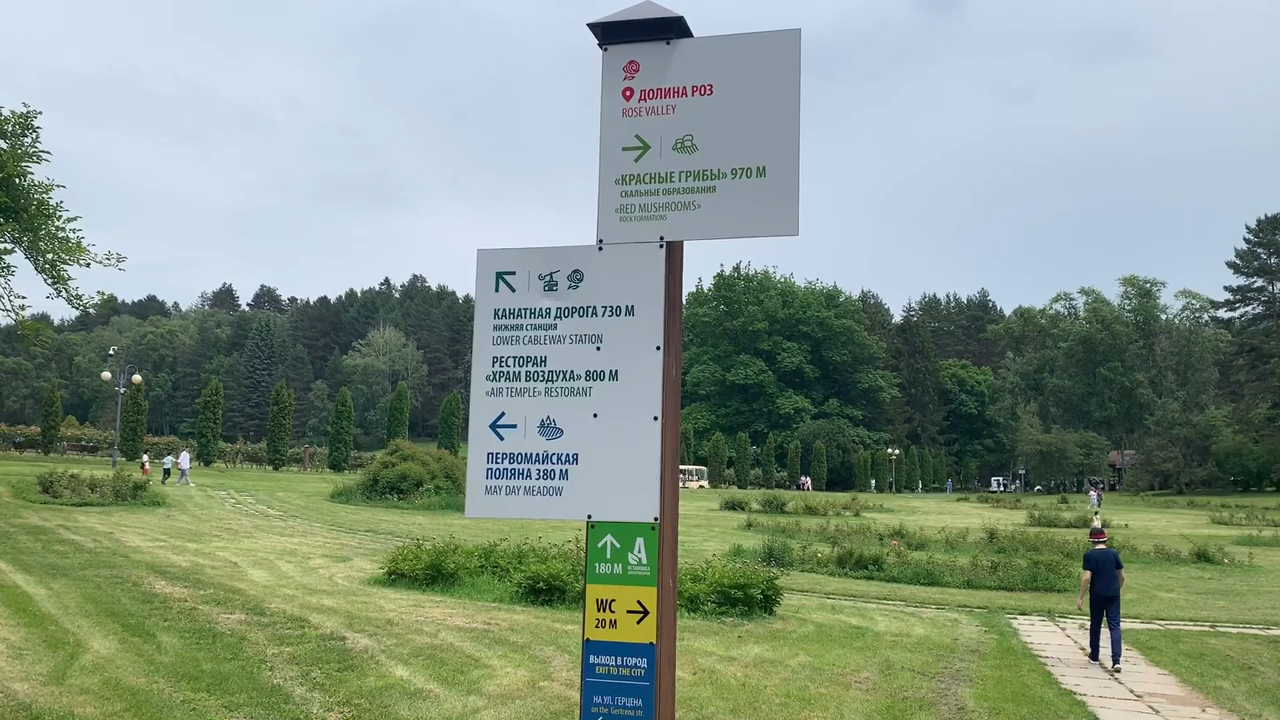 ДОЛИНА РОЗ
ROSE VALLEY
«КРАСНЫЕ ГРИБЫ» 970 М
СКАЛЬНЫЕ ОБРАЗОВАНИЯ
«RED MUSHROOMS»
ROCK FORMATIONS
КАНАТНАЯ ДОРОГА 730 М
НИЖНЯЯ СТАНЦИЯ
LOWER CABLEWAY STATION
РЕСТОРАН
«ХРАМ ВОЗДУХА» 800 М
«AIR TEMPLE» RESTORANT
ПЕРВОМАЙСКАЯ
ПОЛЯНА 380 М
MAY DAY MEADOW
180 М
А
ОСТАНОВКА
WC
20 М
ВЫХОД В ГОРОД
EXIT TO THE CITY
НА УЛ. ГЕРЦЕНА
on the Gertcena str.